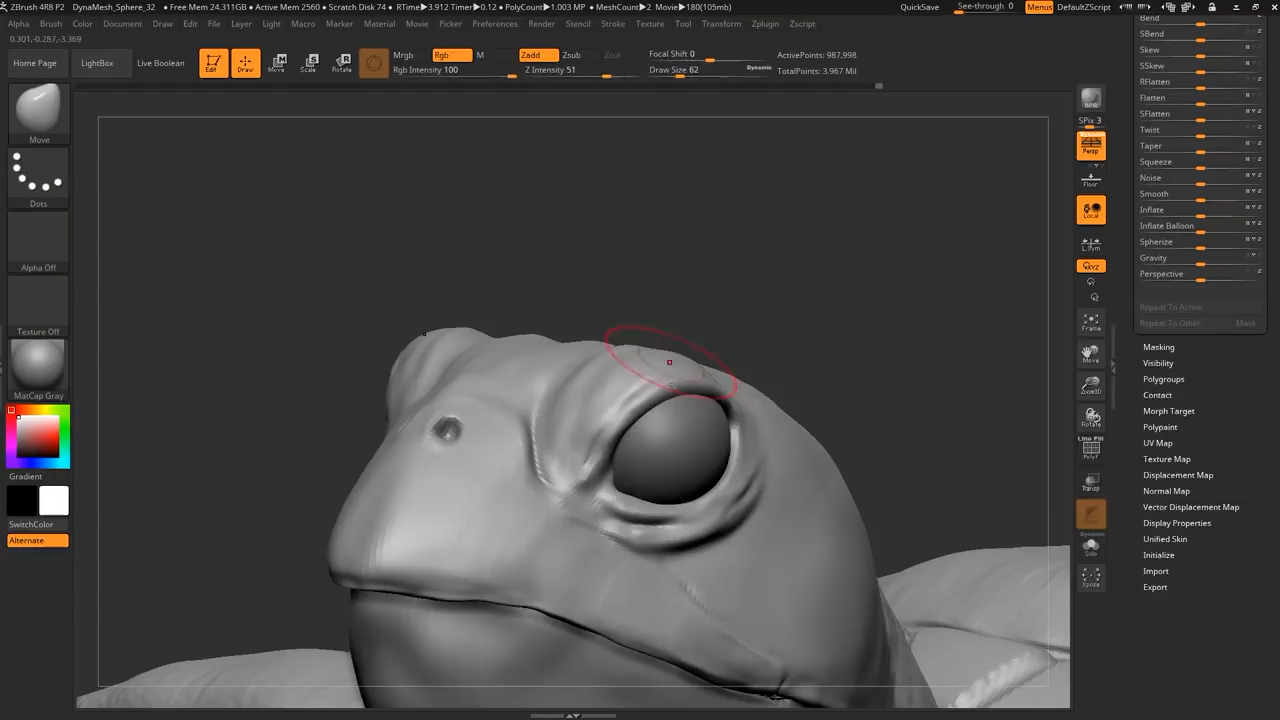 ZBrush 4R8 P2 DynaMesh_Sphere_32 ● Free Mem 24.311GB ● Active Mem 2560 ● Scratch Disk 74 ● RTime▶3.912 Timer▶0.12 ● PolyCount▶1.003 MP ● MeshCount▶2 Movie▶180(105mb) QuickSave See-through 0 Menus DefaultZScript
Alpha Brush Color Document Draw Edit File Layer Light Macro Marker Material Movie Picker Preferences Render Stencil Stroke Texture Tool Transform Zplugin Zscript
0.301,-0.287,-3.369
Home Page LightBox Live Boolean Edit Draw Move Scale Rotate
Mrgb Rgb M Zadd Zsub Zcut Focal Shift 0 ActivePoints: 987,998
Rgb Intensity 100 Z Intensity 51 Draw Size 62 Dynamic TotalPoints: 3.967 Mil
Move
Dots
Alpha Off
Texture Off
MatCap Gray
Gradient
SwitchColor
Alternate
BPR
SPix 3
Dynamic
Persp
Floor
Local
L.Sym
XYZ
Frame
Move
Zoom3D
Rotate
Line Fill
PolyF
Transp
Dynamic
Solo
Xpose
Bend
SBend
Skew
SSkew
RFlatten
Flatten
SFlatten
Twist
Taper
Squeeze
Noise
Smooth
Inflate
Inflate Balloon
Spherize
Gravity
Perspective
Repeat To Active
Repeat To Other Mask
Masking
Visibility
Polygroups
Contact
Morph Target
Polypaint
UV Map
Texture Map
Displacement Map
Normal Map
Vector Displacement Map
Display Properties
Unified Skin
Initialize
Import
Export